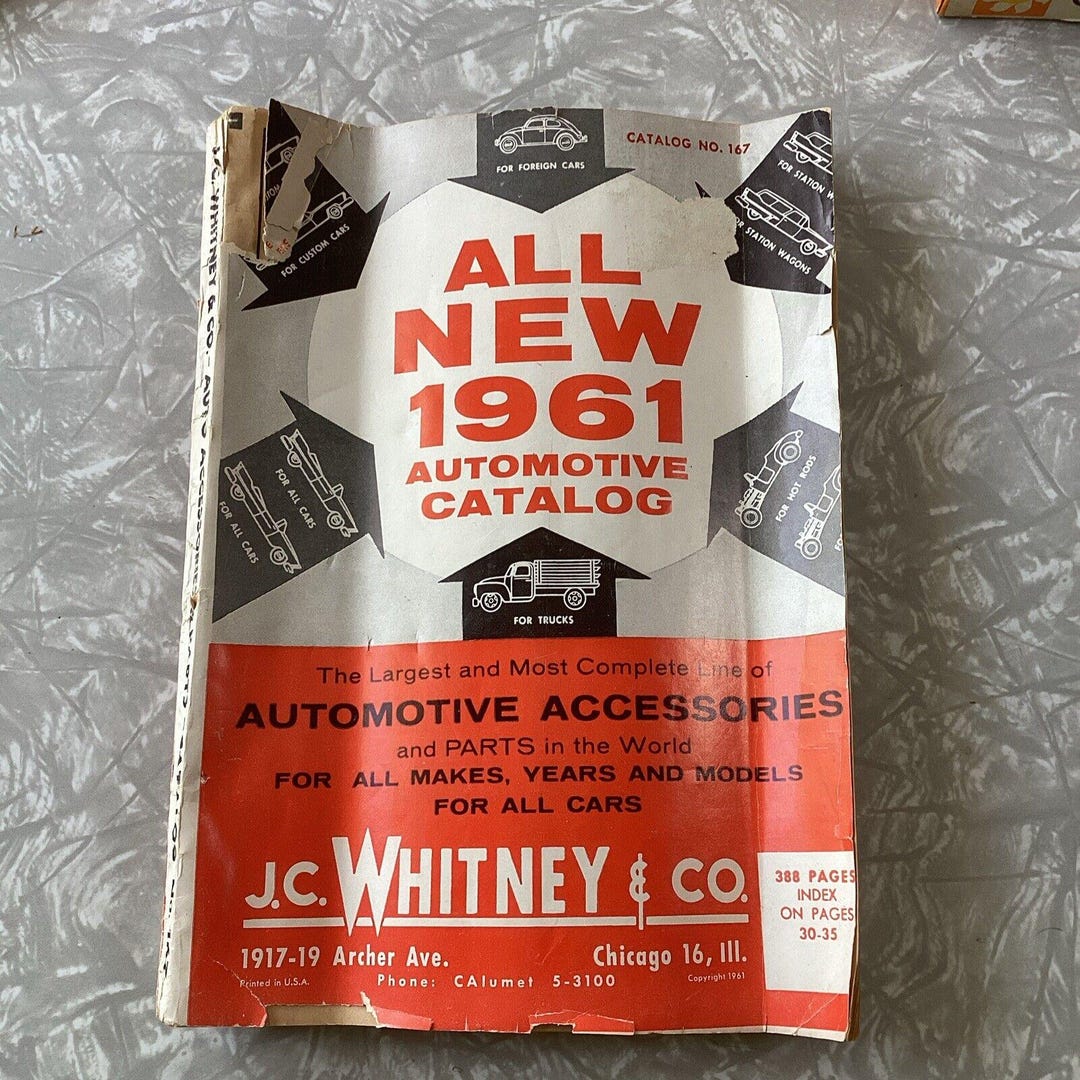 CATALOG NO. 167
FOR FOREIGN CARS
FOR CUSTOM CARS
FOR STATION
STATION WAGONS
ALL
NEW
1961
AUTOMOTIVE
CATALOG
FOR ALL CARS
FOR ALL CARS
FOR HOT RODS
FOR TRUCKS
The Largest and Most Complete Line of
AUTOMOTIVE ACCESSORIES
and PARTS in the World
FOR ALL MAKES, YEARS AND MODELS
FOR ALL CARS
J.C. WHITNEY & CO.
388 PAGES
INDEX
ON PAGES
30-35
1917-19 Archer Ave. Chicago 16, Ill.
Printed in U.S.A. Phone: CAlumet 5-3100 Copyright 1961
J.C. WHITNEY & CO.